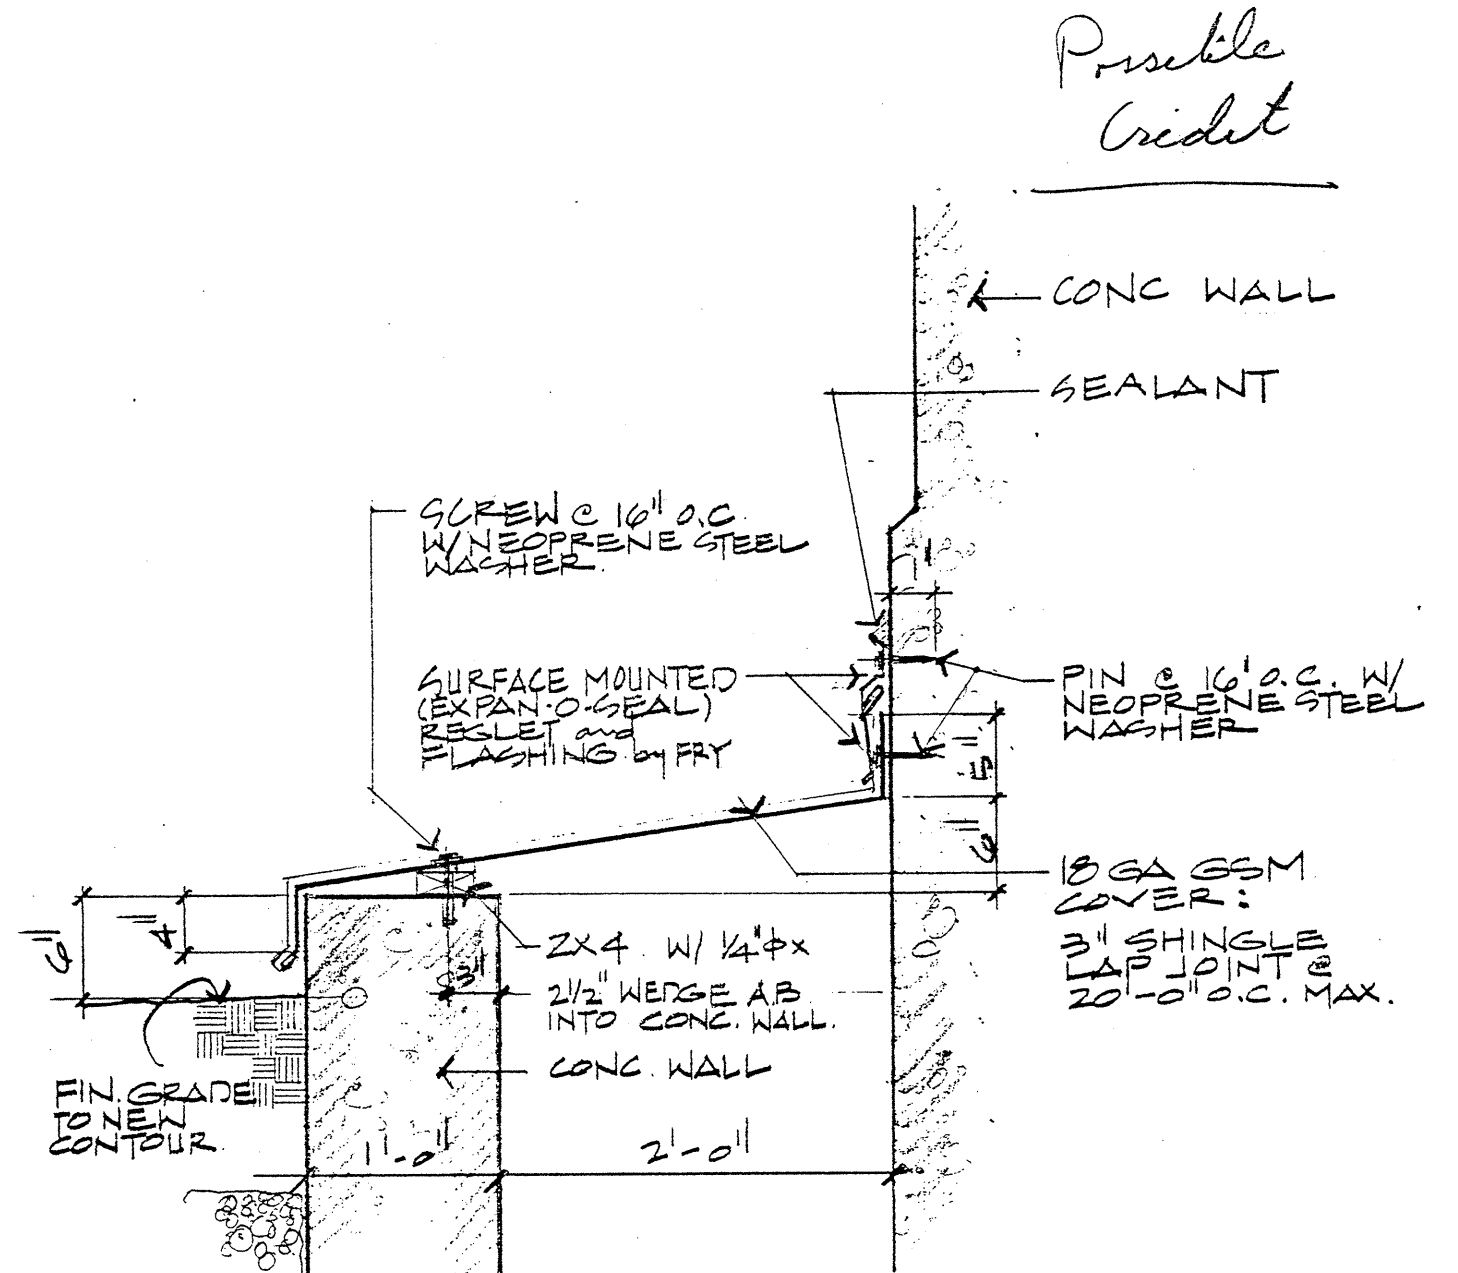 Possible
Credit
CONC WALL
SEALANT
SCREW @ 16" O.C.
W/NEOPRENE STEEL
WASHER.
1"
SURFACE MOUNTED
(EXPAN-O-SEAL)
REGLET and
FLASHING by FRY
PIN @ 16' O.C. W/
NEOPRENE STEEL
WASHER
5"
6"
18 GA GSM
COVER:
3" SHINGLE
LAP JOINT @
20'-0" O.C. MAX.
6"
4"
2X4 W/ 1/4"φ x
2 1/2" WEDGE A.B.
INTO CONC. WALL.
3"
CONC. WALL
FIN. GRADE
TO NEW
CONTOUR.
1'-0"
2'-0"